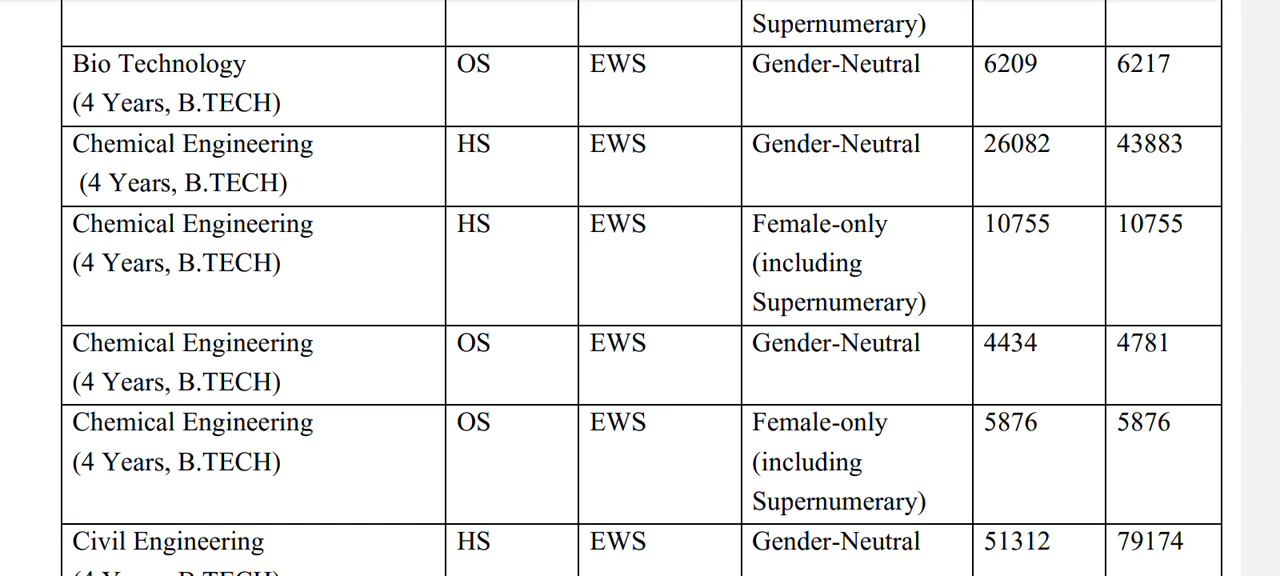 Supernumerary)
Bio Technology OS EWS Gender-Neutral 6209 6217
(4 Years, B.TECH)
Chemical Engineering HS EWS Gender-Neutral 26082 43883
(4 Years, B.TECH)
Chemical Engineering HS EWS Female-only 10755 10755
(4 Years, B.TECH) (including
Supernumerary)
Chemical Engineering OS EWS Gender-Neutral 4434 4781
(4 Years, B.TECH)
Chemical Engineering OS EWS Female-only 5876 5876
(4 Years, B.TECH) (including
Supernumerary)
Civil Engineering HS EWS Gender-Neutral 51312 79174